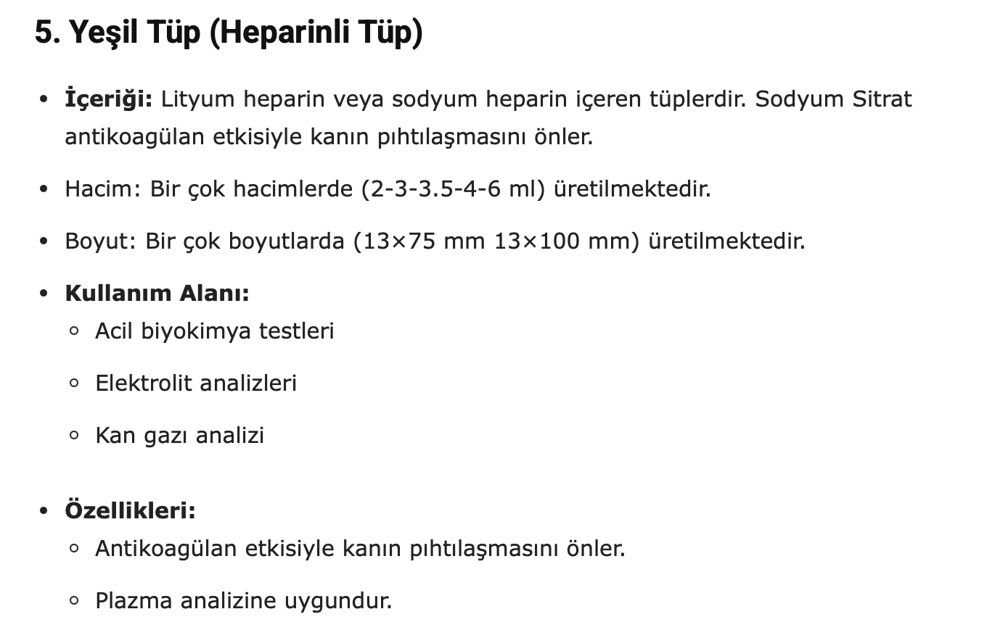 5. Yeşil Tüp (Heparinli Tüp)
• İçeriği: Lityum heparin veya sodyum heparin içeren tüplerdir. Sodyum Sitrat
antikoagülan etkisiyle kanın pıhtılaşmasını önler.
• Hacim: Bir çok hacimlerde (2-3-3.5-4-6 ml) üretilmektedir.
• Boyut: Bir çok boyutlarda (13×75 mm 13×100 mm) üretilmektedir.
• Kullanım Alanı:
◦ Acil biyokimya testleri
◦ Elektrolit analizleri
◦ Kan gazı analizi
• Özellikleri:
◦ Antikoagülan etkisiyle kanın pıhtılaşmasını önler.
◦ Plazma analizine uygundur.